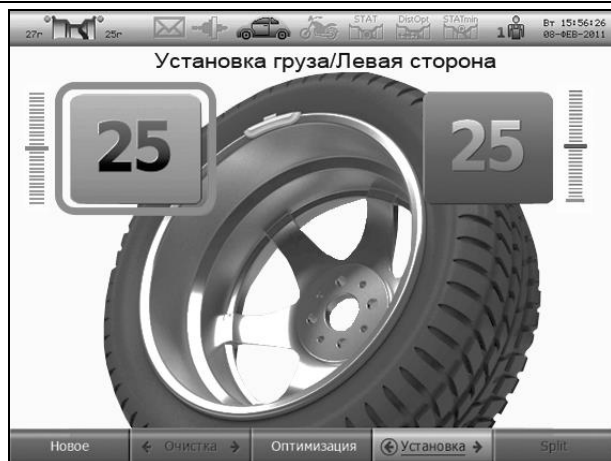 27г 25г STAT DistOpt STATmin 1 Вт 15:56:26
08-ФЕВ-2011
Установка груза/Левая сторона
25 25
Новое Очистка Оптимизация Установка Split